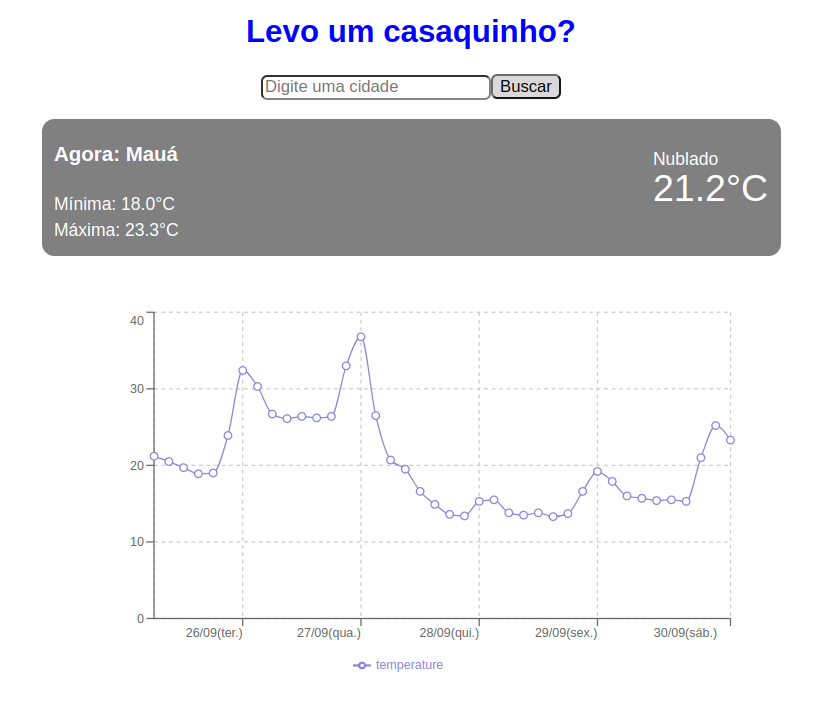 Levo um casaquinho?
Digite uma cidade
Buscar
Agora: Mauá
Nublado
21.2°C
Mínima: 18.0°C
Máxima: 23.3°C
40
30
20
10
0
26/09(ter.)
27/09(qua.)
28/09(qui.)
29/09(sex.)
30/09(sáb.)
temperature